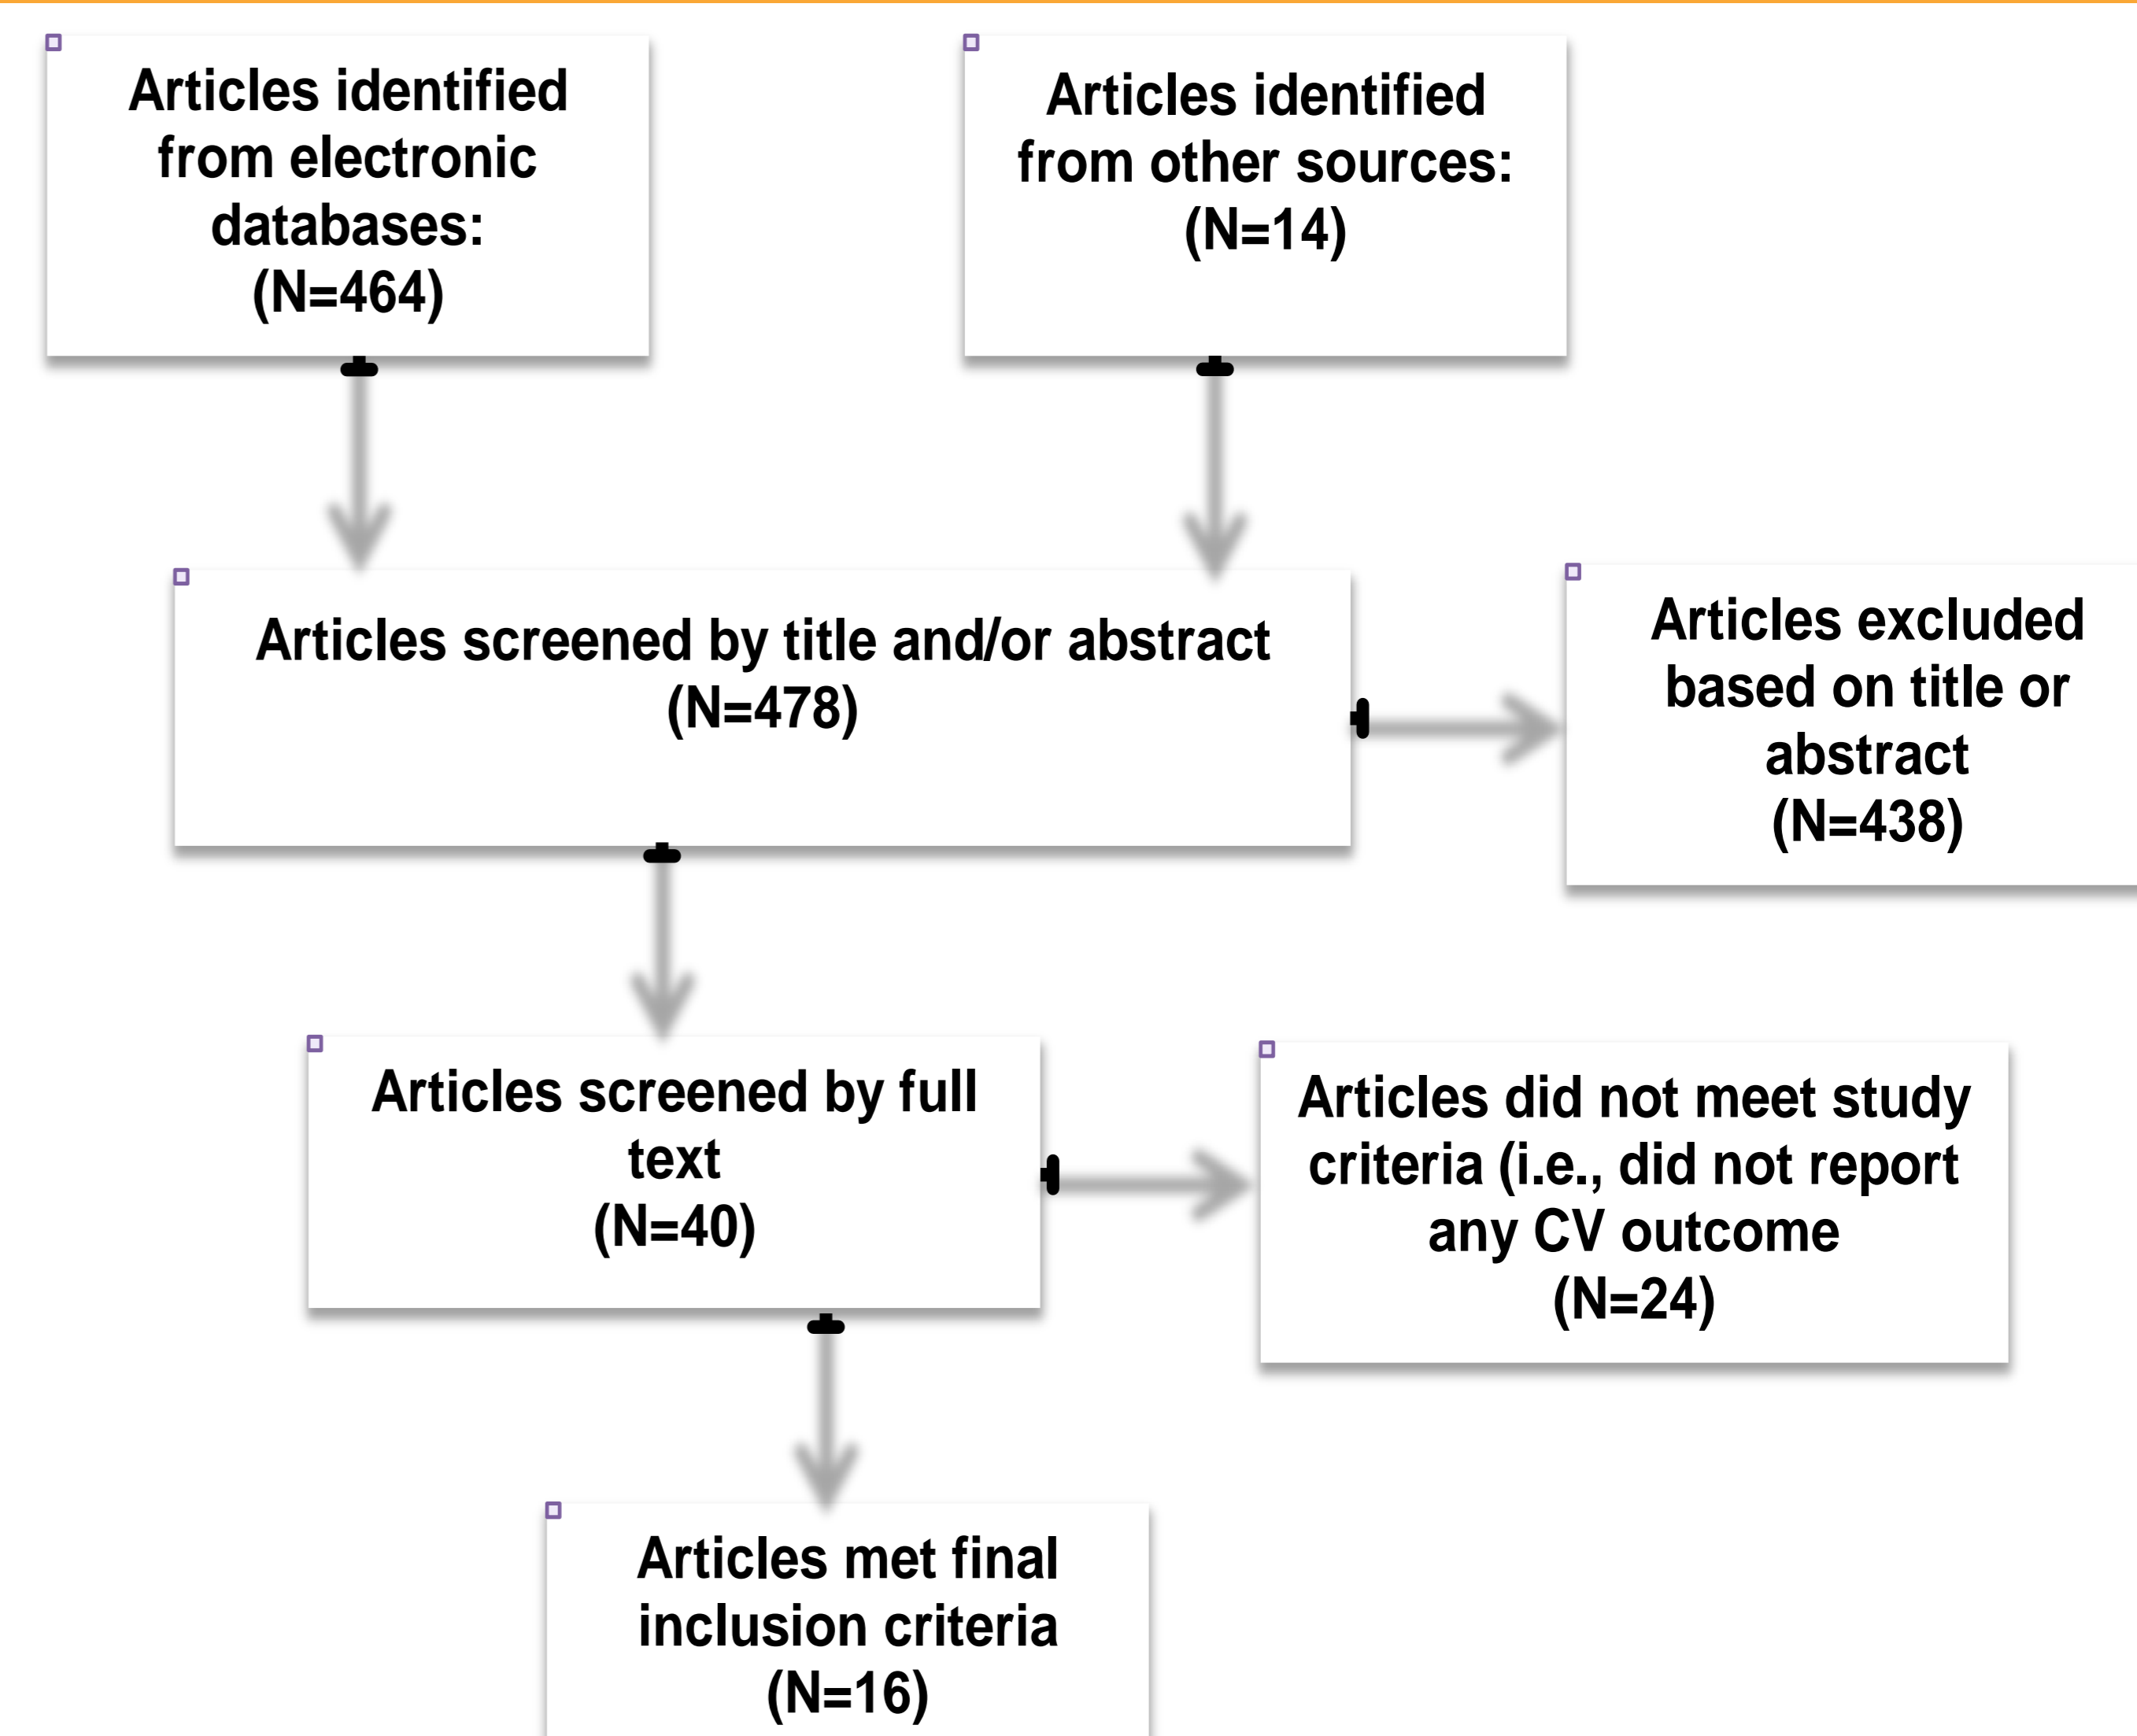 Articles identified
from electronic
databases:
(N=464)
Articles identified
from other sources:
(N=14)
Articles screened by title and/or abstract
(N=478)
Articles excluded
based on title or
abstract
(N=438)
Articles screened by full
text
(N=40)
Articles did not meet study
criteria (i.e., did not report
any CV outcome
(N=24)
Articles met final
inclusion criteria
(N=16)